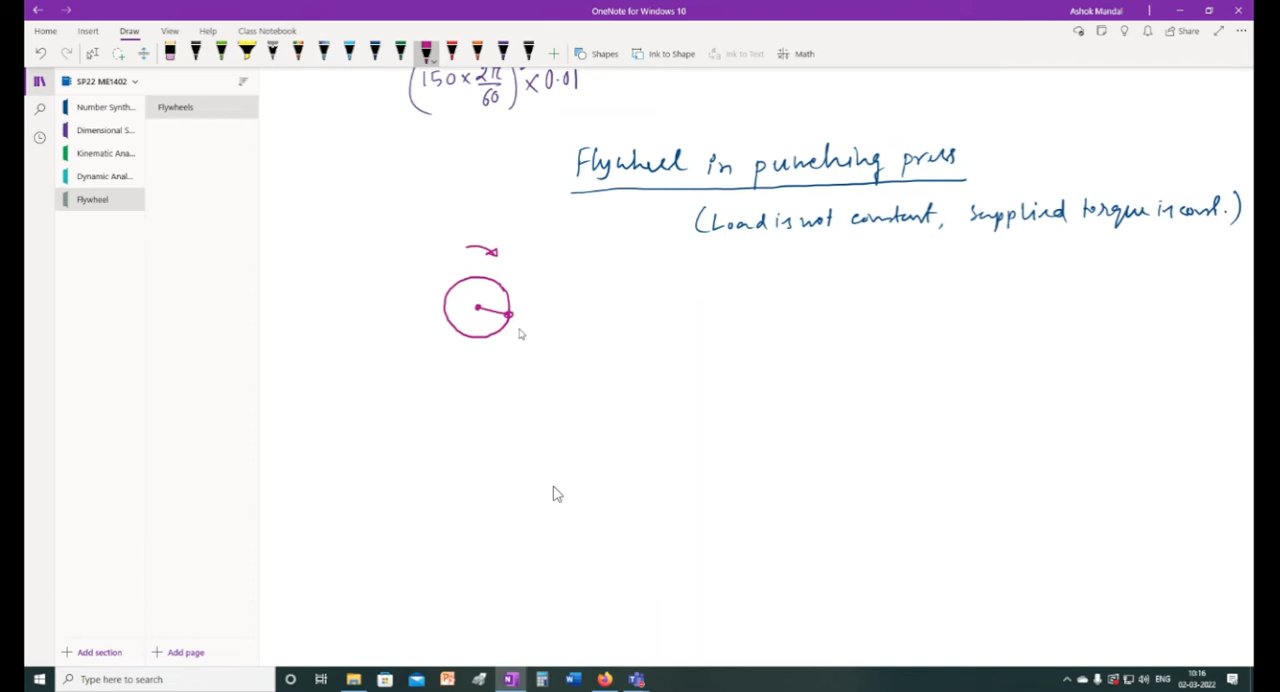 OneNote for Windows 10
Ashok Mandal
Home Insert Draw View Help Class Notebook
Share
Shapes Ink to Shape Ink to Text Math
SP22 ME1402
Number Synth...
Dimensional S...
Kinematic Ana...
Dynamic Anal...
Flywheel
Flywheels
(150 × 2π/60) × 0.01
Flywheel in punching press
(Load is not constant, supplied torque is const.)
+ Add section + Add page
Type here to search
ENG
10:16
02-03-2022